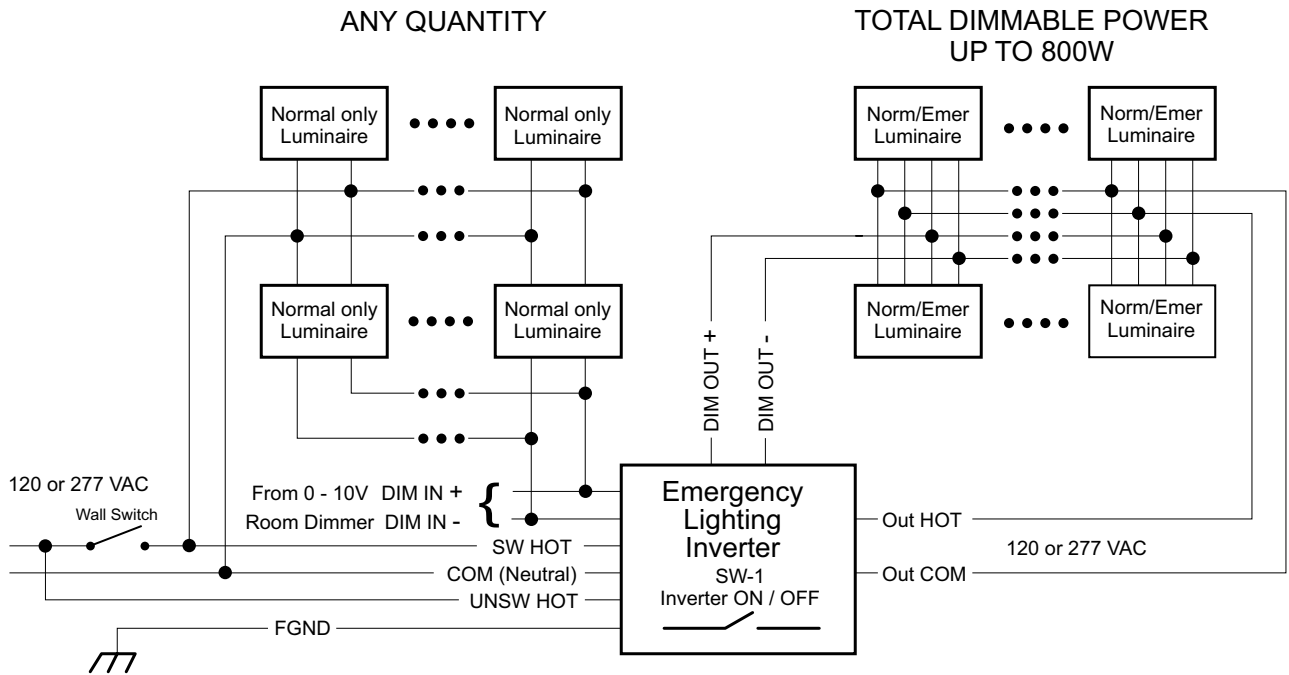 ANY QUANTITY
TOTAL DIMMABLE POWER
UP TO 800W
Normal only
Luminaire
Normal only
Luminaire
Norm/Emer
Luminaire
Norm/Emer
Luminaire
Normal only
Luminaire
Normal only
Luminaire
Norm/Emer
Luminaire
Norm/Emer
Luminaire
DIM OUT +
DIM OUT -
120 or 277 VAC
Wall Switch
From 0 - 10V DIM IN +
Room Dimmer DIM IN -
SW HOT
COM (Neutral)
UNSW HOT
FGND
Emergency
Lighting
Inverter
SW-1
Inverter ON / OFF
Out HOT
120 or 277 VAC
Out COM